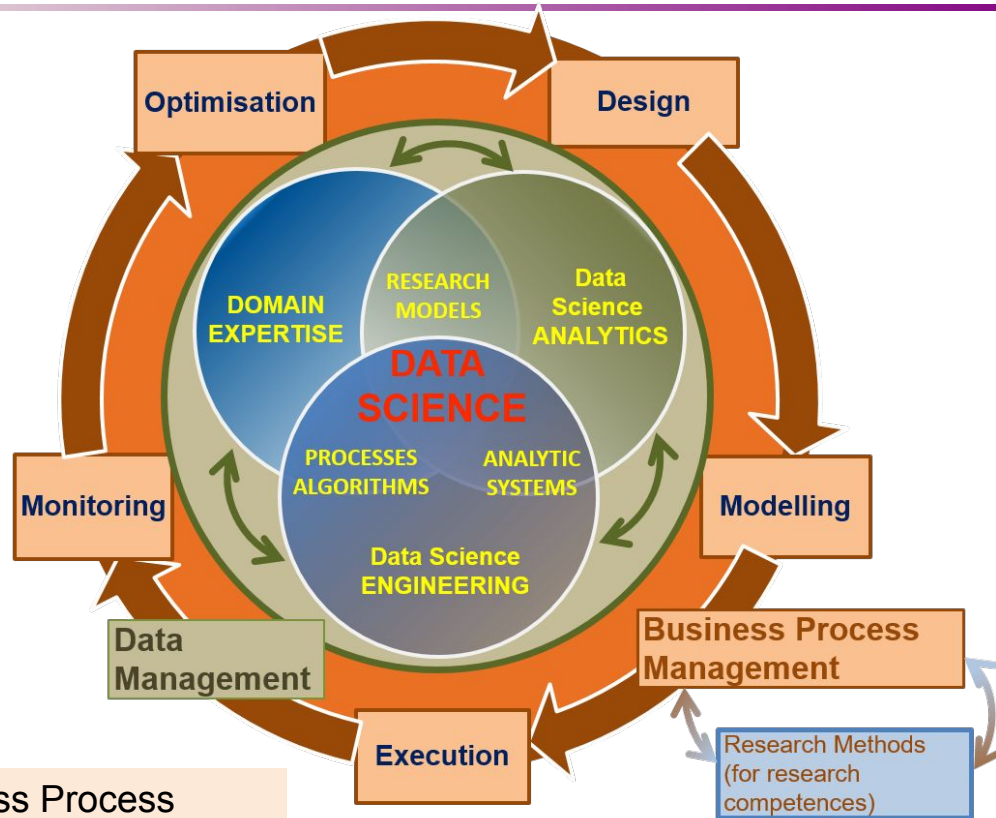 Optimisation
Design
RESEARCH
MODELS
DOMAIN
EXPERTISE
Data
Science
ANALYTICS
DATA
SCIENCE
PROCESSES
ALGORITHMS
ANALYTIC
SYSTEMS
Monitoring
Modelling
Data Science
ENGINEERING
Data
Management
Business Process
Management
Execution
Research Methods
(for research
competences)
Process